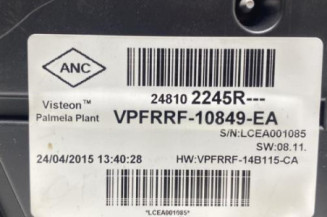 ANC
24810 2245R---
Visteon™
Palmela Plant
VPFRRF-10849-EA
S/N:LCEA001085
SW:08.11.
24/04/2015 13:40:28
HW:VPFRRF-14B115-CA
*LCEA001085*